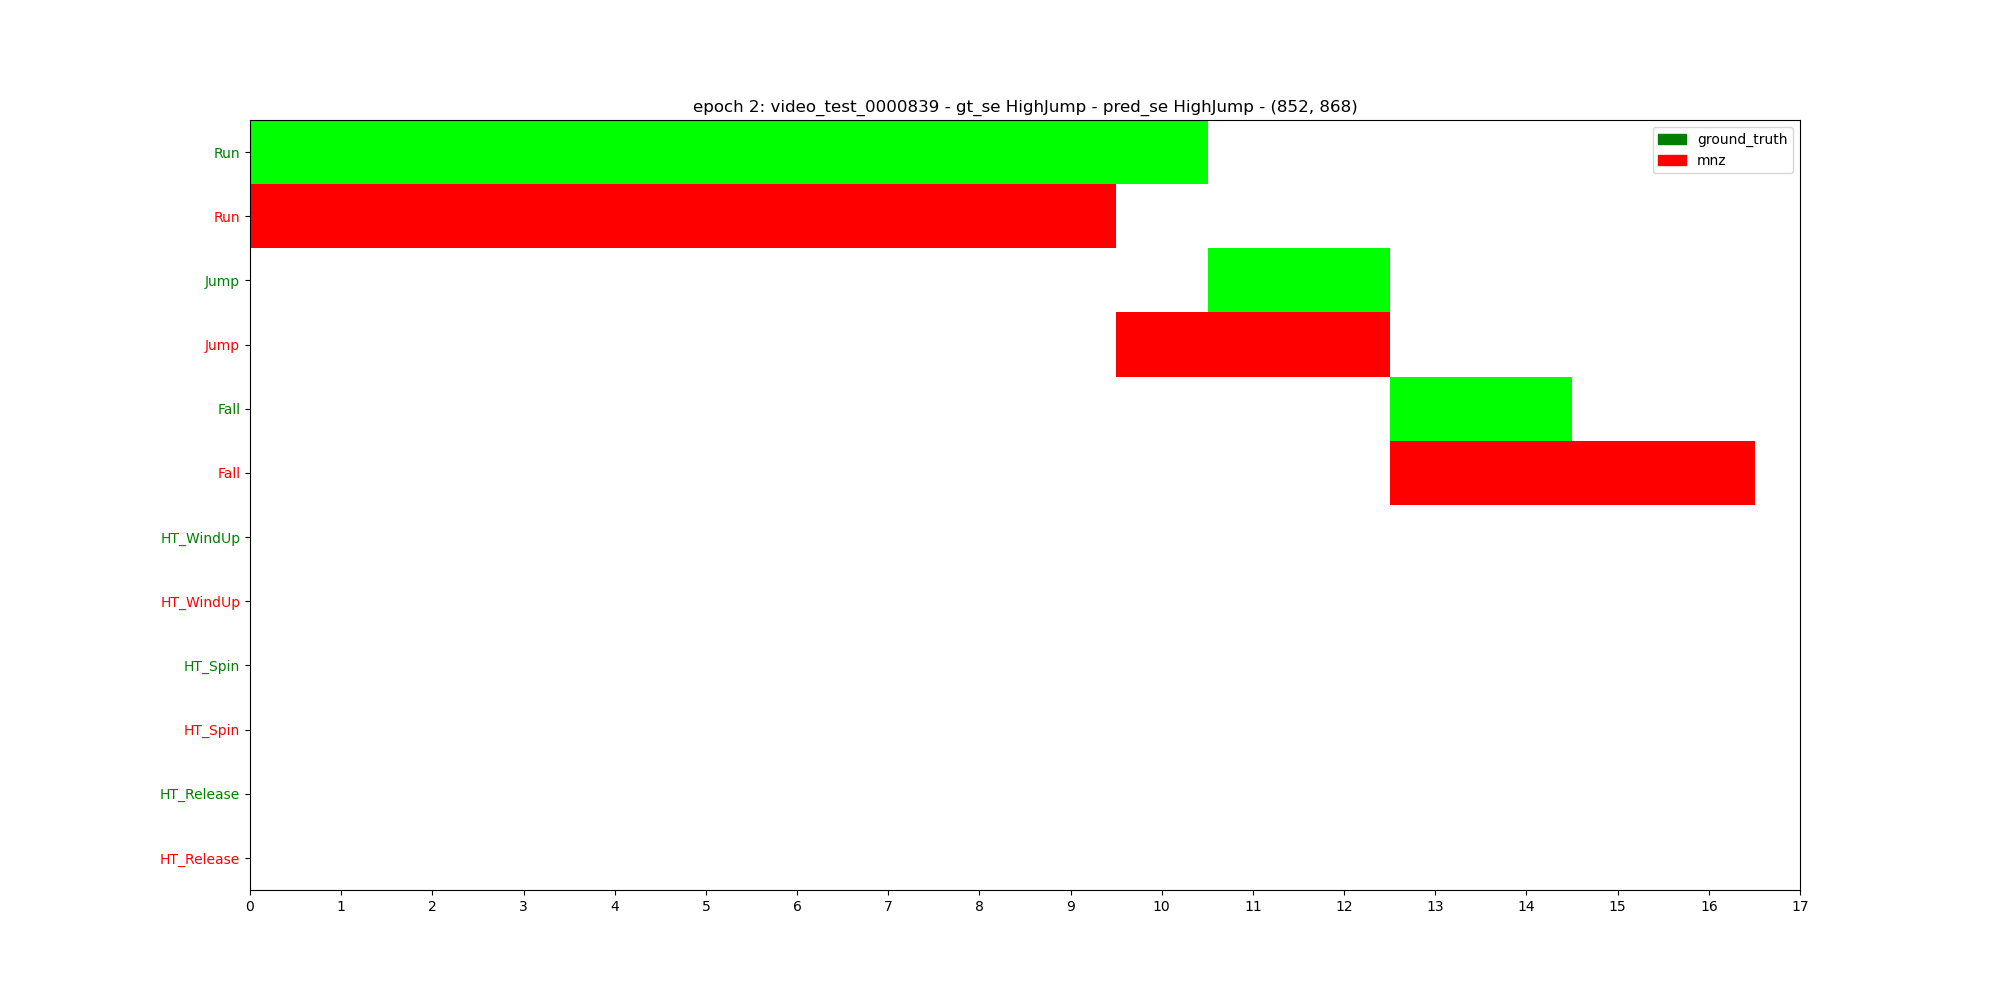 epoch 2: video_test_0000839 - gt_se HighJump - pred_se HighJump - (852, 868)
ground_truth
mnz
Run
Run
Jump
Jump
Fall
Fall
HT_WindUp
HT_WindUp
HT_Spin
HT_Spin
HT_Release
HT_Release
0 1 2 3 4 5 6 7 8 9 10 11 12 13 14 15 16 17